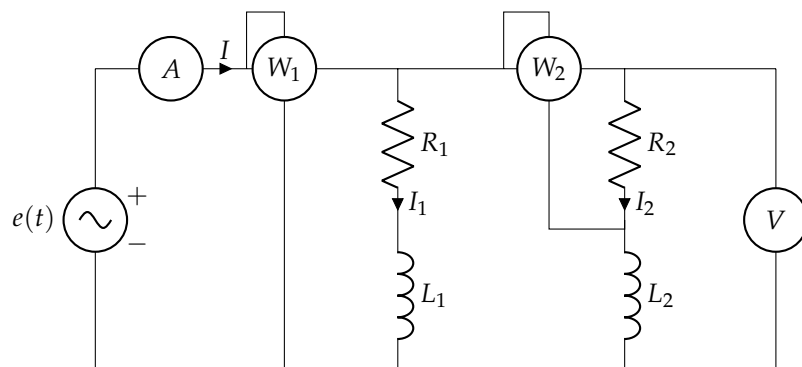 I
A
W₁
W₂
R₁
R₂
+
I₁
I₂
e(t)
V
−
L₁
L₂